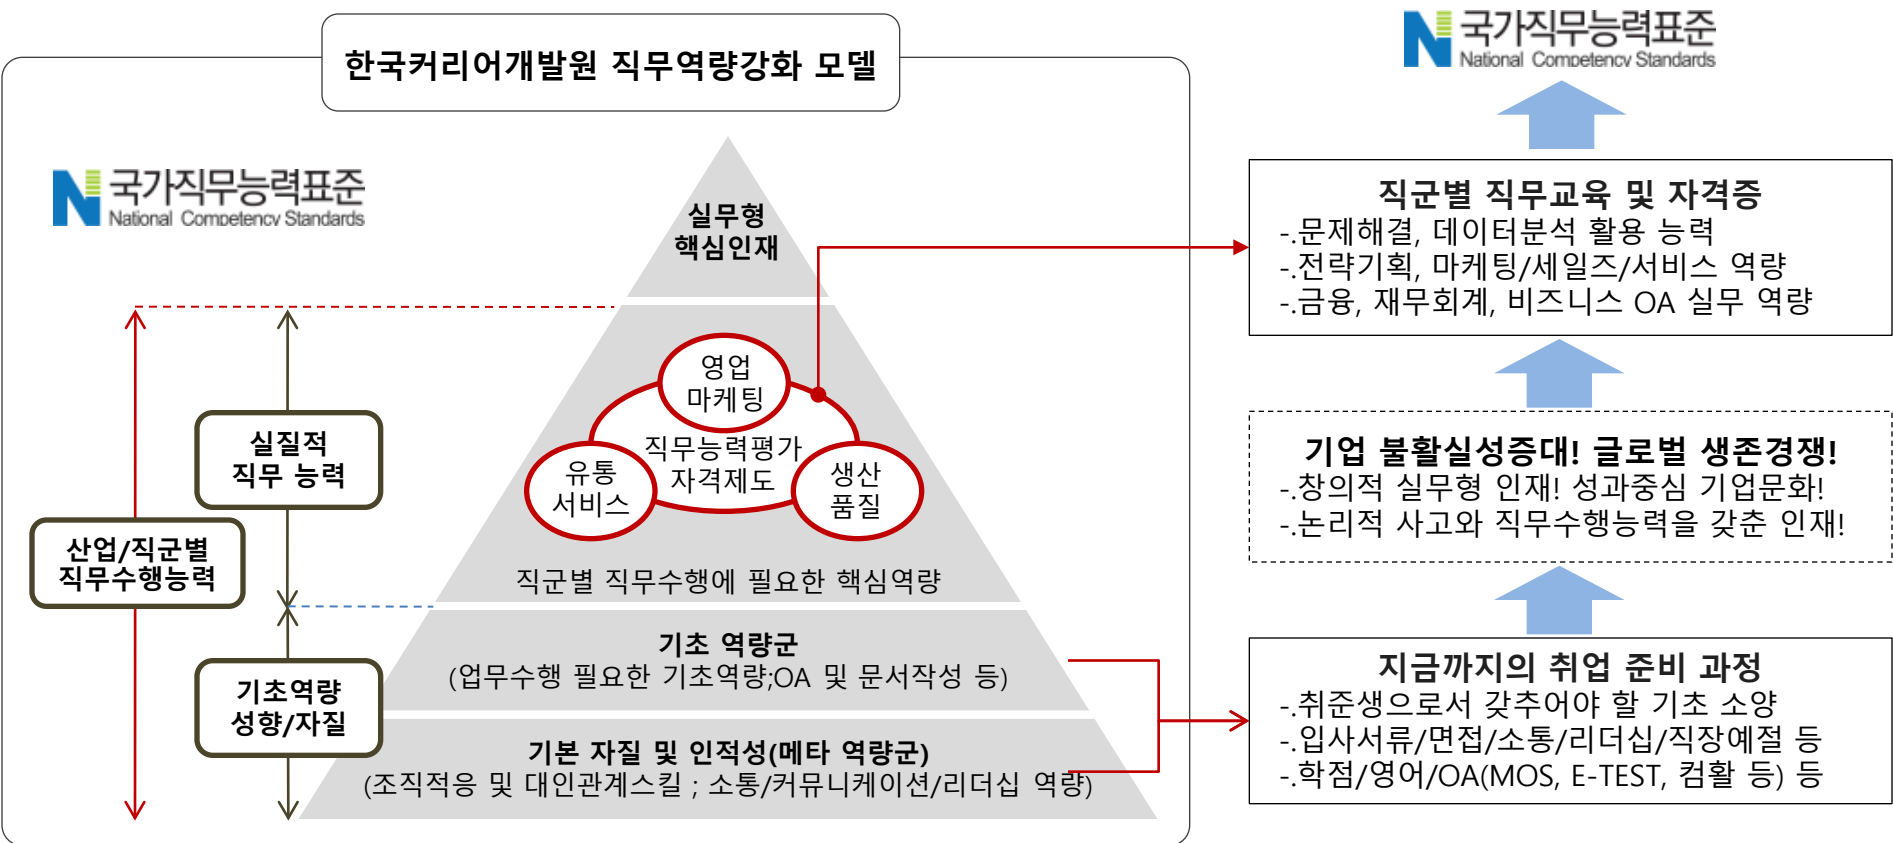 한국커리어개발원 직무역량강화 모델
국가직무능력표준
National Competency Standards
실무형
핵심인재
영업
마케팅
직무능력평가
자격제도
유통
서비스
생산
품질
직군별 직무수행에 필요한 핵심역량
기초 역량군
(업무수행 필요한 기초역량;OA 및 문서작성 등)
기본 자질 및 인적성(메타 역량군)
(조직적응 및 대인관계스킬 ; 소통/커뮤니케이션/리더십 역량)
실질적
직무 능력
산업/직군별
직무수행능력
기초역량
성향/자질
국가직무능력표준
National Competency Standards
직군별 직무교육 및 자격증
-.문제해결, 데이터분석 활용 능력
-.전략기획, 마케팅/세일즈/서비스 역량
-.금융, 재무회계, 비즈니스 OA 실무 역량
기업 불활실성증대! 글로벌 생존경쟁!
-.창의적 실무형 인재! 성과중심 기업문화!
-.논리적 사고와 직무수행능력을 갖춘 인재!
지금까지의 취업 준비 과정
-.취준생으로서 갖추어야 할 기초 소양
-.입사서류/면접/소통/리더십/직장예절 등
-.학점/영어/OA(MOS, E-TEST, 컴활 등) 등